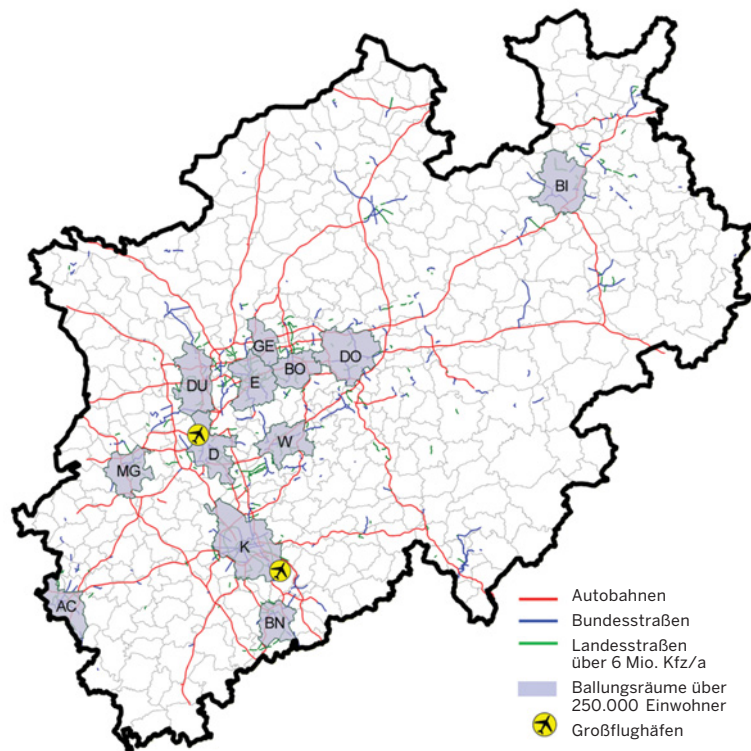 BI
GE
DO
BO
DU
E
W
D
MG
K
AC
BN
Autobahnen
Bundesstraßen
Landesstraßen
über 6 Mio. Kfz/a
Ballungsräume über
250.000 Einwohner
Großflughäfen